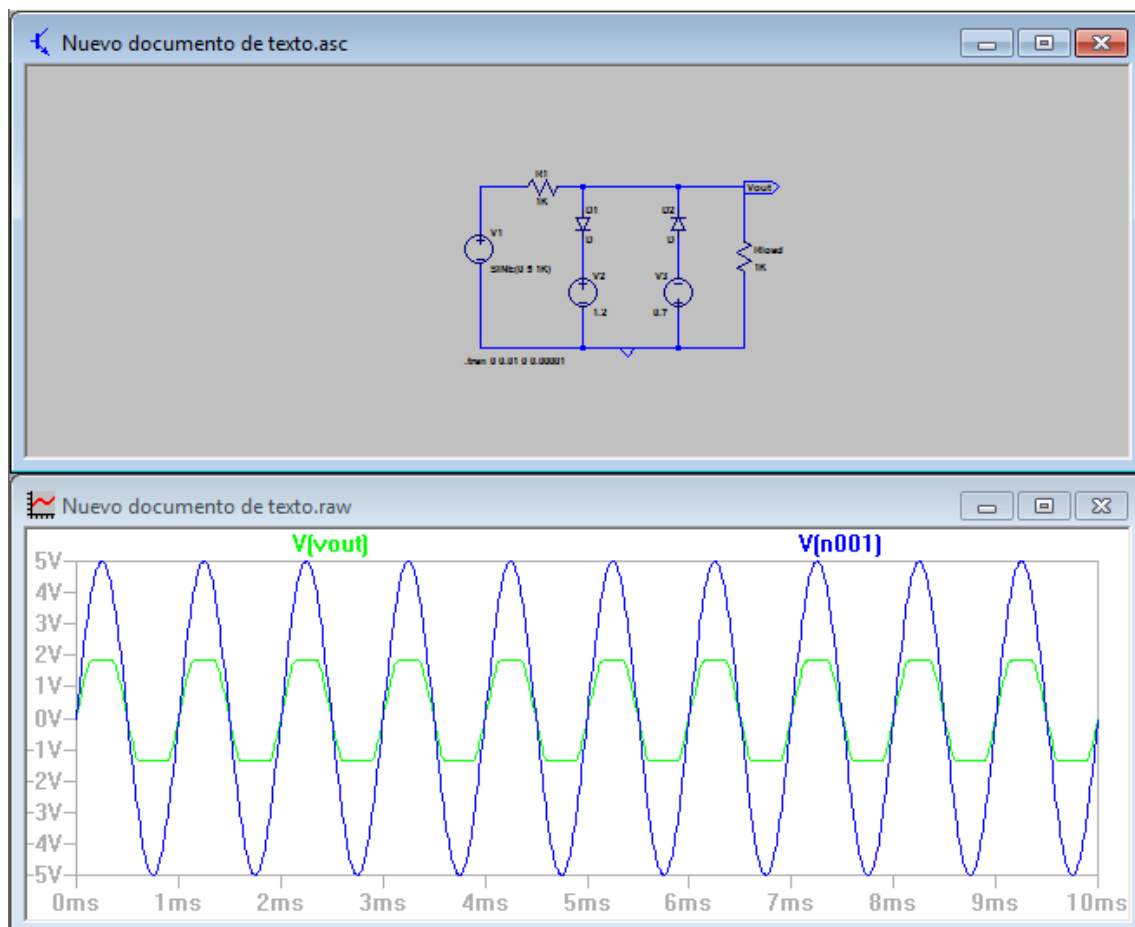 Nuevo documento de texto.asc
R1
1K
Vout
D1
D
D2
D
V1
SINE(0 5 1K)
Rload
1K
V2
1.2
V3
0.7
.tran 0 0.01 0 0.00001
Nuevo documento de texto.raw
V(vout)
V(n001)
5V
4V
3V
2V
1V
0V
-1V
-2V
-3V
-4V
-5V
0ms 1ms 2ms 3ms 4ms 5ms 6ms 7ms 8ms 9ms 10ms